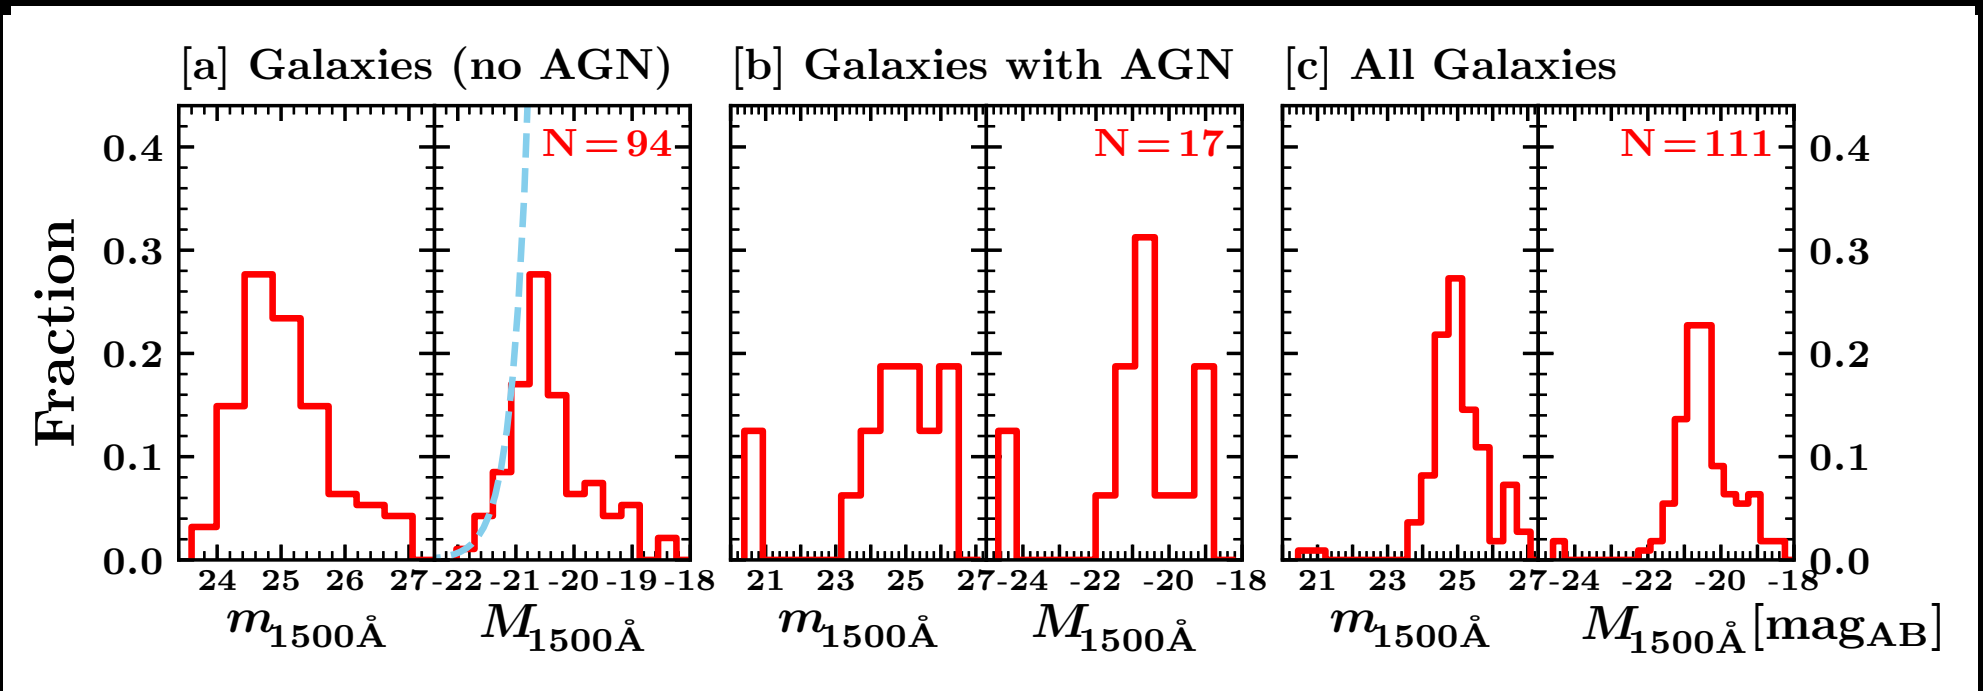 [a] Galaxies (no AGN) [b] Galaxies with AGN [c] All Galaxies
N=94 N=17 N=111
0.4 0.4
0.3 0.3
0.2 0.2
0.1 0.1
0.0 0.0
Fraction
24 25 26 27 -22 -21 -20 -19 -18 21 23 25 27 -24 -22 -20 -18 21 23 25 27 -24 -22 -20 -18
m1500Å M1500Å m1500Å M1500Å m1500Å M1500Å [magAB]